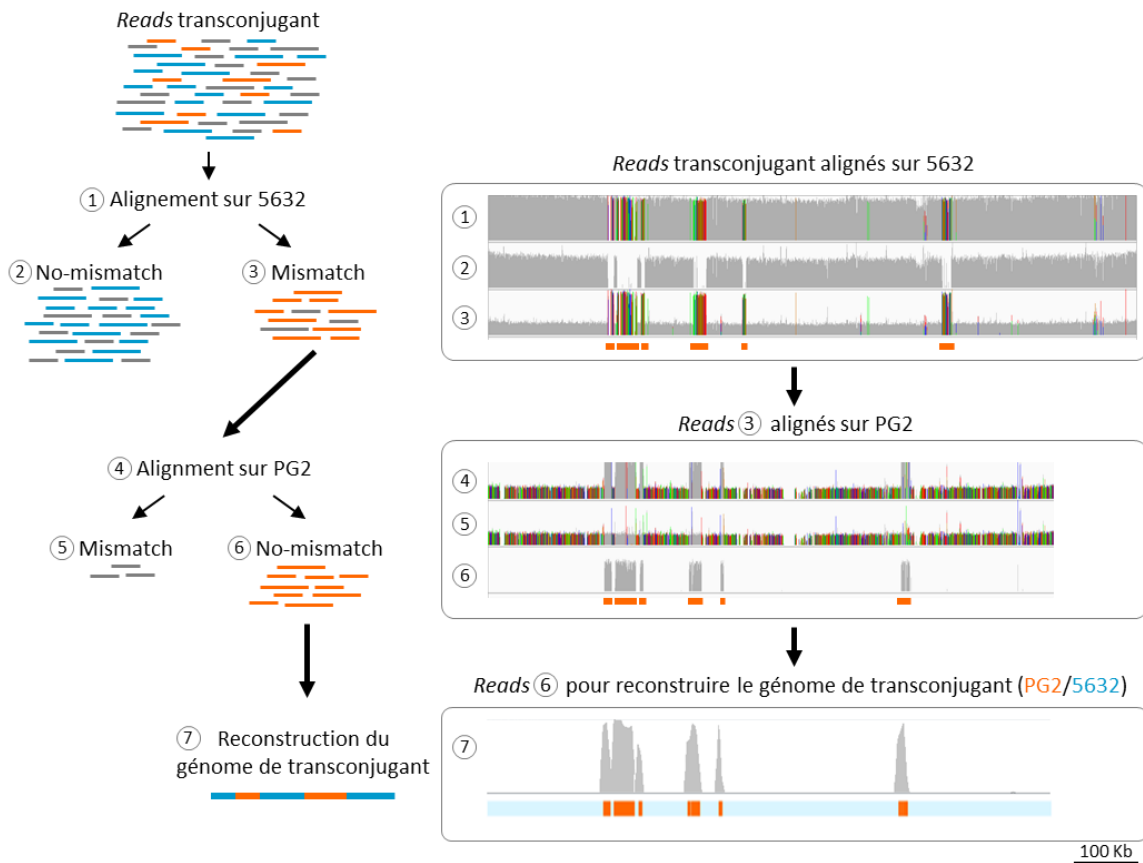 Reads transconjugant
1 Alignement sur 5632
2 No-mismatch
3 Mismatch
4 Alignment sur PG2
5 Mismatch
6 No-mismatch
7 Reconstruction du
génome de transconjugant
Reads transconjugant alignés sur 5632
1
2
3
Reads 3 alignés sur PG2
4
5
6
Reads 6 pour reconstruire le génome de transconjugant (PG2/5632)
7
100 Kb